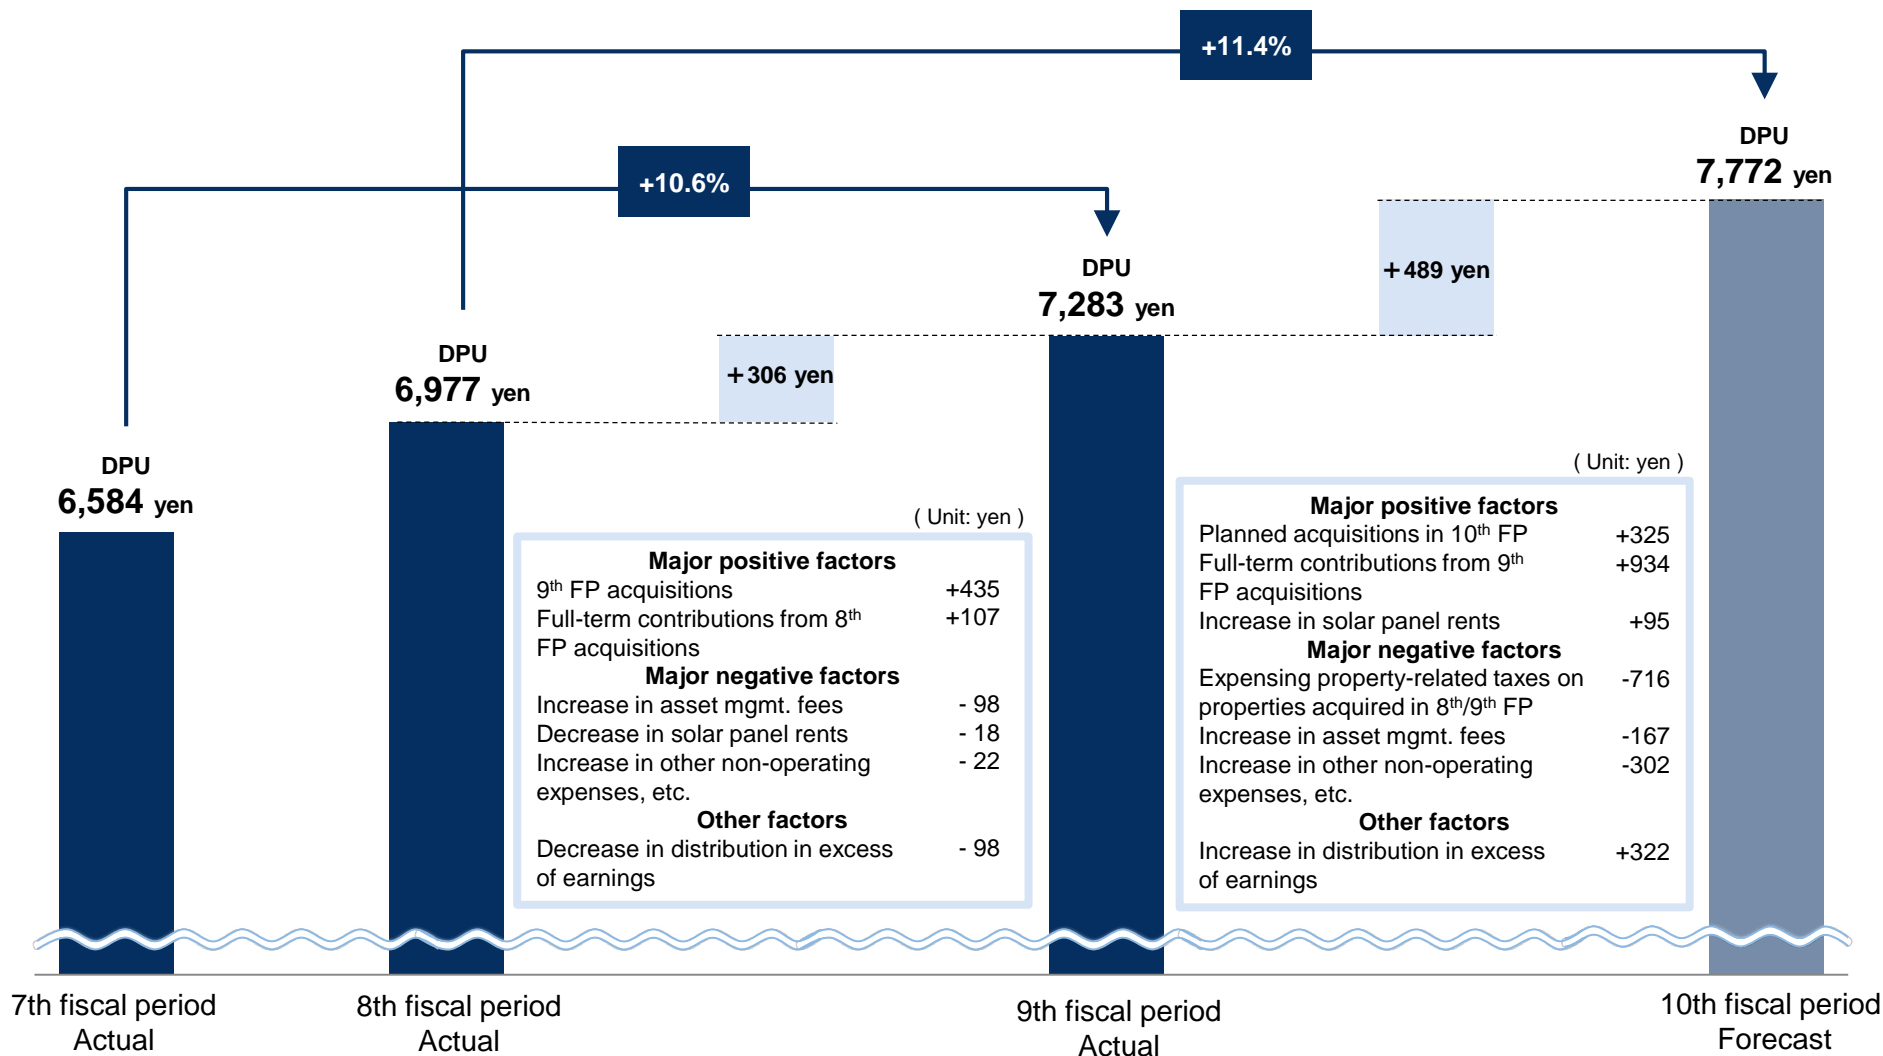 +11.4%
DPU
7,772 yen
+10.6%
+489 yen
DPU
7,283 yen
+306 yen
DPU
6,977 yen
DPU
6,584 yen
( Unit: yen )
Major positive factors
9th FP acquisitions +435
Full-term contributions from 8th +107
FP acquisitions
Major negative factors
Increase in asset mgmt. fees - 98
Decrease in solar panel rents - 18
Increase in other non-operating - 22
expenses, etc.
Other factors
Decrease in distribution in excess - 98
of earnings
( Unit: yen )
Major positive factors
Planned acquisitions in 10th FP +325
Full-term contributions from 9th +934
FP acquisitions
Increase in solar panel rents +95
Major negative factors
Expensing property-related taxes on -716
properties acquired in 8th/9th FP
Increase in asset mgmt. fees -167
Increase in other non-operating -302
expenses, etc.
Other factors
Increase in distribution in excess +322
of earnings
7th fiscal period
Actual
8th fiscal period
Actual
9th fiscal period
Actual
10th fiscal period
Forecast